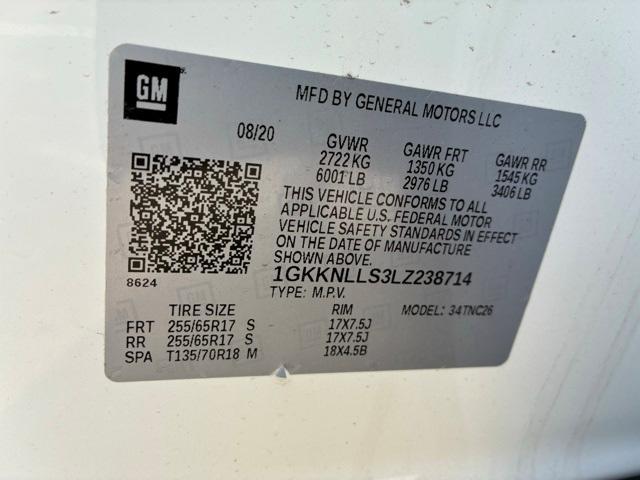 GM
MFD BY GENERAL MOTORS LLC
08/20
GVWR
2722 KG
6001 LB
GAWR FRT
1350 KG
2976 LB
GAWR RR
1545 KG
3406 LB
THIS VEHICLE CONFORMS TO ALL
APPLICABLE U.S. FEDERAL MOTOR
VEHICLE SAFETY STANDARDS IN EFFECT
ON THE DATE OF MANUFACTURE
SHOWN ABOVE.
8624
1GKKNLLS3LZ238714
TYPE: M.P.V.
MODEL: 34TNC26
TIRE SIZE RIM
FRT 255/65R17 S 17X7.5J
RR 255/65R17 S 17X7.5J
SPA T135/70R18 M 18X4.5B